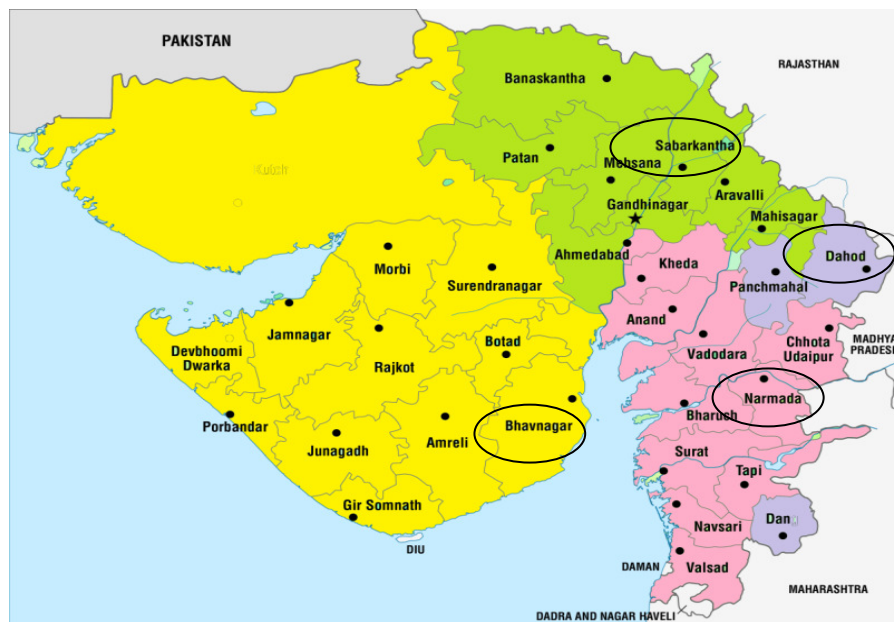 PAKISTAN
RAJASTHAN
Banaskantha
Patan
Sabarkantha
Mehsana
Aravalli
Gandhinagar
Mahisagar
Ahmedabad
Dahod
Kheda
Panchmahal
Morbi
Surendranagar
Anand
Jamnagar
Vadodara
Chhota
Udaipur
MADHYA
PRADESH
Devbhoomi
Dwarka
Rajkot
Botad
Narmada
Bharuch
Porbandar
Junagadh
Amreli
Bhavnagar
Surat
Tapi
Gir Somnath
Navsari
DIU
DAMAN
Valsad
MAHARASHTRA
DADRA AND NAGAR HAVELI